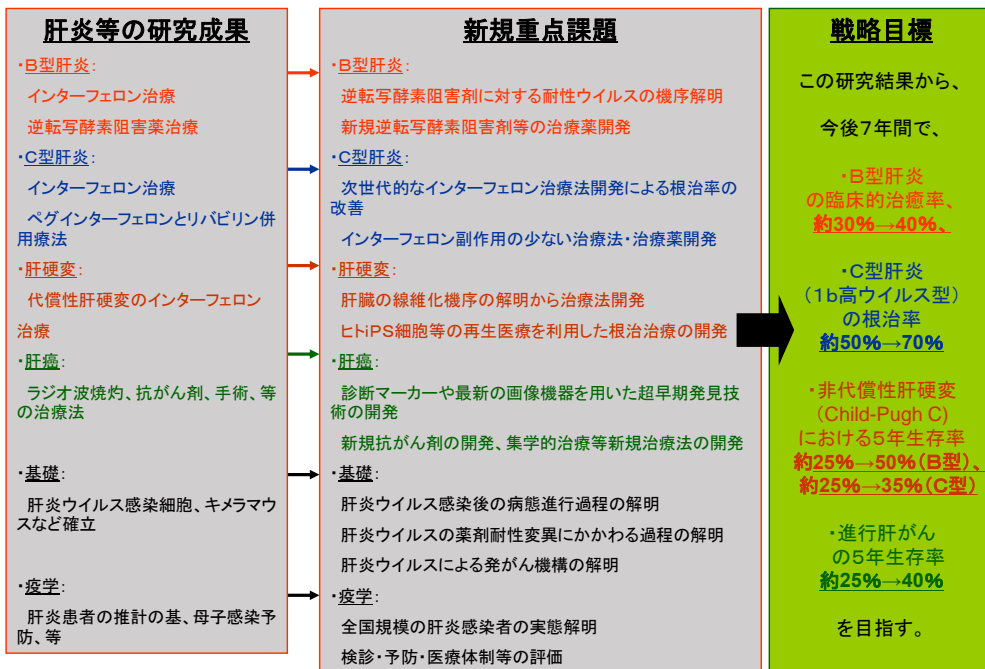 肝炎等の研究成果
・B型肝炎:
インターフェロン治療
逆転写酵素阻害薬治療
・C型肝炎:
インターフェロン治療
ペグインターフェロンとリバビリン併
用療法
・肝硬変:
代償性肝硬変のインターフェロン
治療
・肝癌:
ラジオ波焼灼、抗がん剤、手術、等
の治療法
・基礎:
肝炎ウイルス感染細胞、キメラマウ
スなど確立
・疫学:
肝炎患者の推計の基、母子感染予
防、等
新規重点課題
・B型肝炎:
逆転写酵素阻害剤に対する耐性ウイルスの機序解明
新規逆転写酵素阻害剤等の治療薬開発
・C型肝炎:
次世代的なインターフェロン治療法開発による根治率の
改善
インターフェロン副作用の少ない治療法・治療薬開発
・肝硬変:
肝臓の線維化機序の解明から治療法開発
ヒトiPS細胞等の再生医療を利用した根治治療の開発
・肝癌:
診断マーカーや最新の画像機器を用いた超早期発見技
術の開発
新規抗がん剤の開発、集学的治療等新規治療法の開発
・基礎:
肝炎ウイルス感染後の病態進行過程の解明
肝炎ウイルスの薬剤耐性変異にかかわる過程の解明
肝炎ウイルスによる発がん機構の解明
・疫学:
全国規模の肝炎感染者の実態解明
検診・予防・医療体制等の評価
戦略目標
この研究結果から、
今後7年間で、
・B型肝炎
の臨床的治癒率、
約30%→40%、
・C型肝炎
(1b高ウイルス型)
の根治率
約50%→70%
・非代償性肝硬変
(Child-Pugh C)
における5年生存率
約25%→50%(B型)、
約25%→35%(C型)
・進行肝がん
の5年生存率
約25%→40%
を目指す。